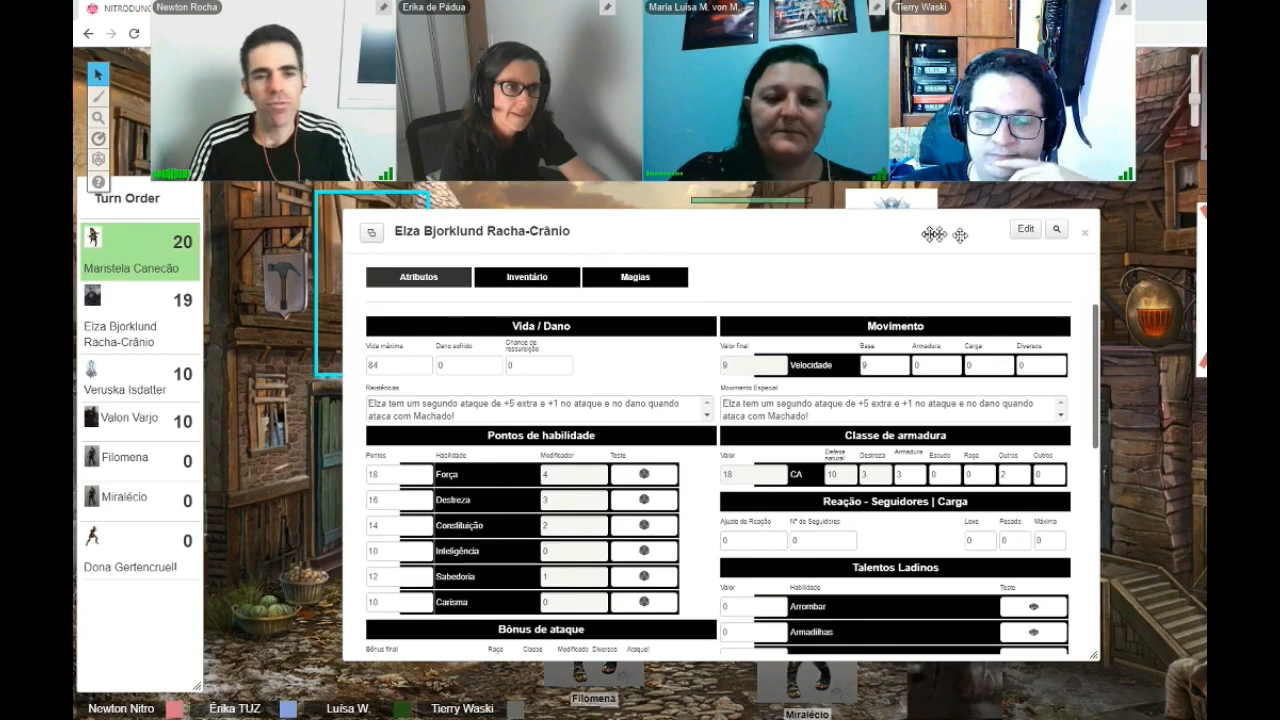 NITRODUN
Newton Rocha
Erika de Pádua
Maria Luísa M. von M.
Tierry Waski
Turn Order
20
Maristela Canecão
19
Elza Bjorklund
Racha-Crânio
10
Veruska Isdatter
Valon Varjo
10
Filomena
0
Miralécio
0
0
Dona Gertencruell
Elza Bjorklund Racha-Crânio
Edit
Atributos Inventário Magias
Vida / Dano
Vida máxima Dano sofrido Chance de ressurreição
84 0 0
Resistências
Elza tem um segundo ataque de +5 extra e +1 no ataque e no dano quando
ataca com Machado!
Pontos de habilidade
Pontos Habilidade Modificador Teste
18 Força 4
16 Destreza 3
14 Constituição 2
10 Inteligência 0
12 Sabedoria 1
10 Carisma 0
Bônus de ataque
Bônus final Raça Classe Modificado Diversos Ataque!
Movimento
Valor final Base Armadura Carga Diversos
9 Velocidade 9 0 0 0
Movimento Especial
Elza tem um segundo ataque de +5 extra e +1 no ataque e no dano quando
ataca com Machado!
Classe de armadura
Valor Defesa natural Destreza Armadura Escudo Raça Outros Outros
18 CA 10 3 3 0 0 2 0
Reação - Seguidores | Carga
Ajuste de Reação Nº de Seguidores Leve Pesada Máxima
0 0 0 0 0
Talentos Ladinos
Valor Habilidade Teste
0 Arrombar
0 Armadilhas
Filomena
Miralécio
Newton Nitro Érika TUZ Luísa W. Tierry Waski